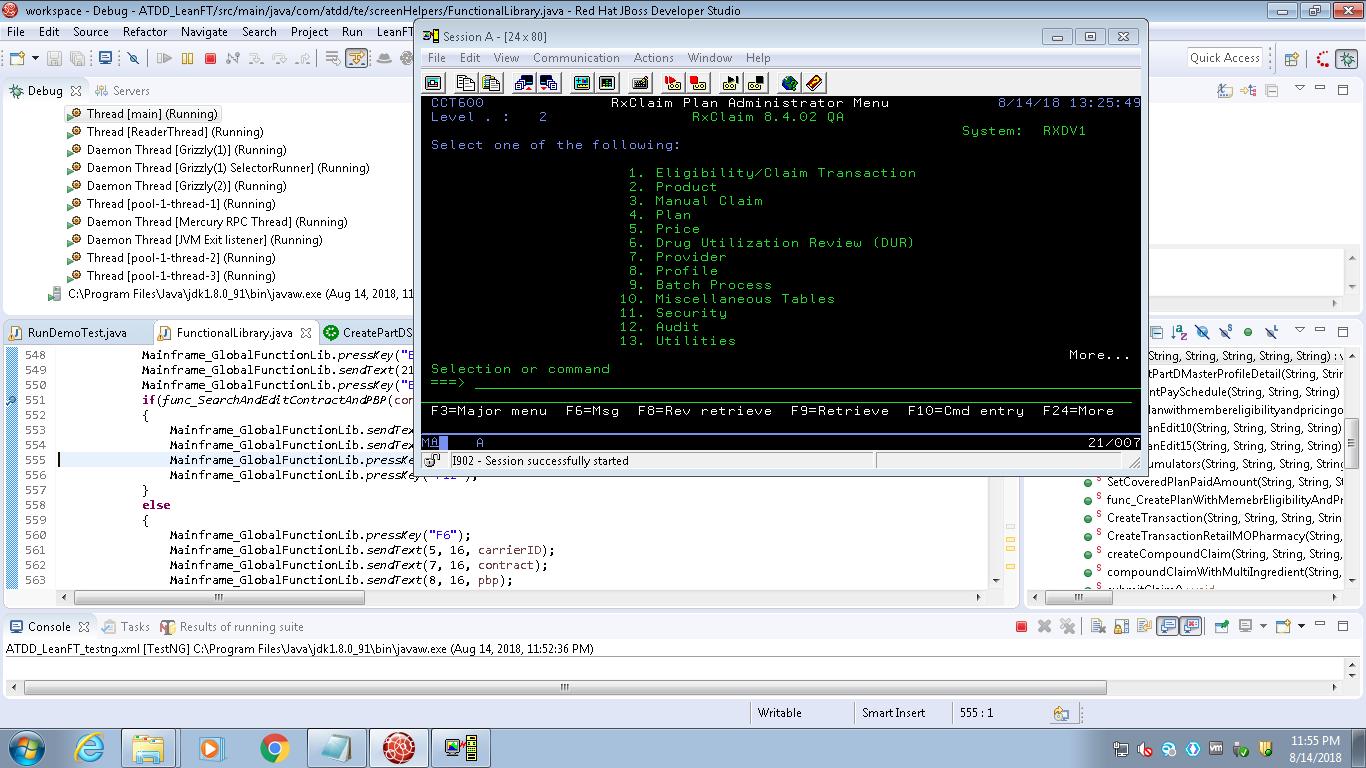 workspace - Debug - ATDD_LeanFT/src/main/java/com/atdd/te/screenHelpers/FunctionalLibrary.java - Red Hat JBoss Developer Studio
File Edit Source Refactor Navigate Search Project Run LeanFT
Quick Access
Debug Servers
Thread [main] (Running)
Thread [ReaderThread] (Running)
Daemon Thread [Grizzly(1)] (Running)
Daemon Thread [Grizzly(1) SelectorRunner] (Running)
Daemon Thread [Grizzly(2)] (Running)
Thread [pool-1-thread-1] (Running)
Daemon Thread [Mercury RPC Thread] (Running)
Daemon Thread [JVM Exit listener] (Running)
Thread [pool-1-thread-2] (Running)
Thread [pool-1-thread-3] (Running)
C:\Program Files\Java\jdk1.8.0_91\bin\javaw.exe (Aug 14, 2018, 11
Session A - [24 x 80]
File Edit View Communication Actions Window Help
CCT600 RxClaim Plan Administrator Menu 8/14/18 13:25:49
Level . : 2 RxClaim 8.4.02 QA
System: RXDV1
Select one of the following:
1. Eligibility/Claim Transaction
2. Product
3. Manual Claim
4. Plan
5. Price
6. Drug Utilization Review (DUR)
7. Provider
8. Profile
9. Batch Process
10. Miscellaneous Tables
11. Security
12. Audit
13. Utilities
More...
Selection or command
===>
F3=Major menu F6=Msg F8=Rev retrieve F9=Retrieve F10=Cmd entry F24=More
MA A 21/007
I902 - Session successfully started
RunDemoTest.java FunctionalLibrary.java CreatePartDS
548 Mainframe_GlobalFunctionLib.pressKey("E
549 Mainframe_GlobalFunctionLib.sendText(21
550 Mainframe_GlobalFunctionLib.pressKey("E
551 if(func_SearchAndEditContractAndPBP(con
552 {
553 Mainframe_GlobalFunctionLib.sendTex
554 Mainframe_GlobalFunctionLib.sendTex
555 Mainframe_GlobalFunctionLib.pressKe
556 Mainframe_GlobalFunctionLib.pressKey("F12");
557 }
558 else
559 {
560 Mainframe_GlobalFunctionLib.pressKey("F6");
561 Mainframe_GlobalFunctionLib.sendText(5, 16, carrierID);
562 Mainframe_GlobalFunctionLib.sendText(7, 16, contract);
563 Mainframe_GlobalFunctionLib.sendText(8, 16, pbp);
(String, String, String, String, String) : v
tPartDMasterProfileDetail(String,
ntPaySchedule(String, String, String
lanwithmembereligibilityandpricingo
anEdit10(String, String, String, String
anEdit15(String, String, String, String
umulators(String, String, String, String
SetCoveredPlanPaidAmount(String, String
func_CreatePlanWithMemebrEligibilityAndPr
CreateTransaction(String, String, String, Strin
CreateTransactionRetailMOPharmacy(String,
createCompoundClaim(String, String, String,
compoundClaimWithMultiIngredient(String,
Console Tasks Results of running suite
ATDD_LeanFT_testng.xml [TestNG] C:\Program Files\Java\jdk1.8.0_91\bin\javaw.exe (Aug 14, 2018, 11:52:36 PM)
Writable Smart Insert 555 : 1
11:55 PM
8/14/2018